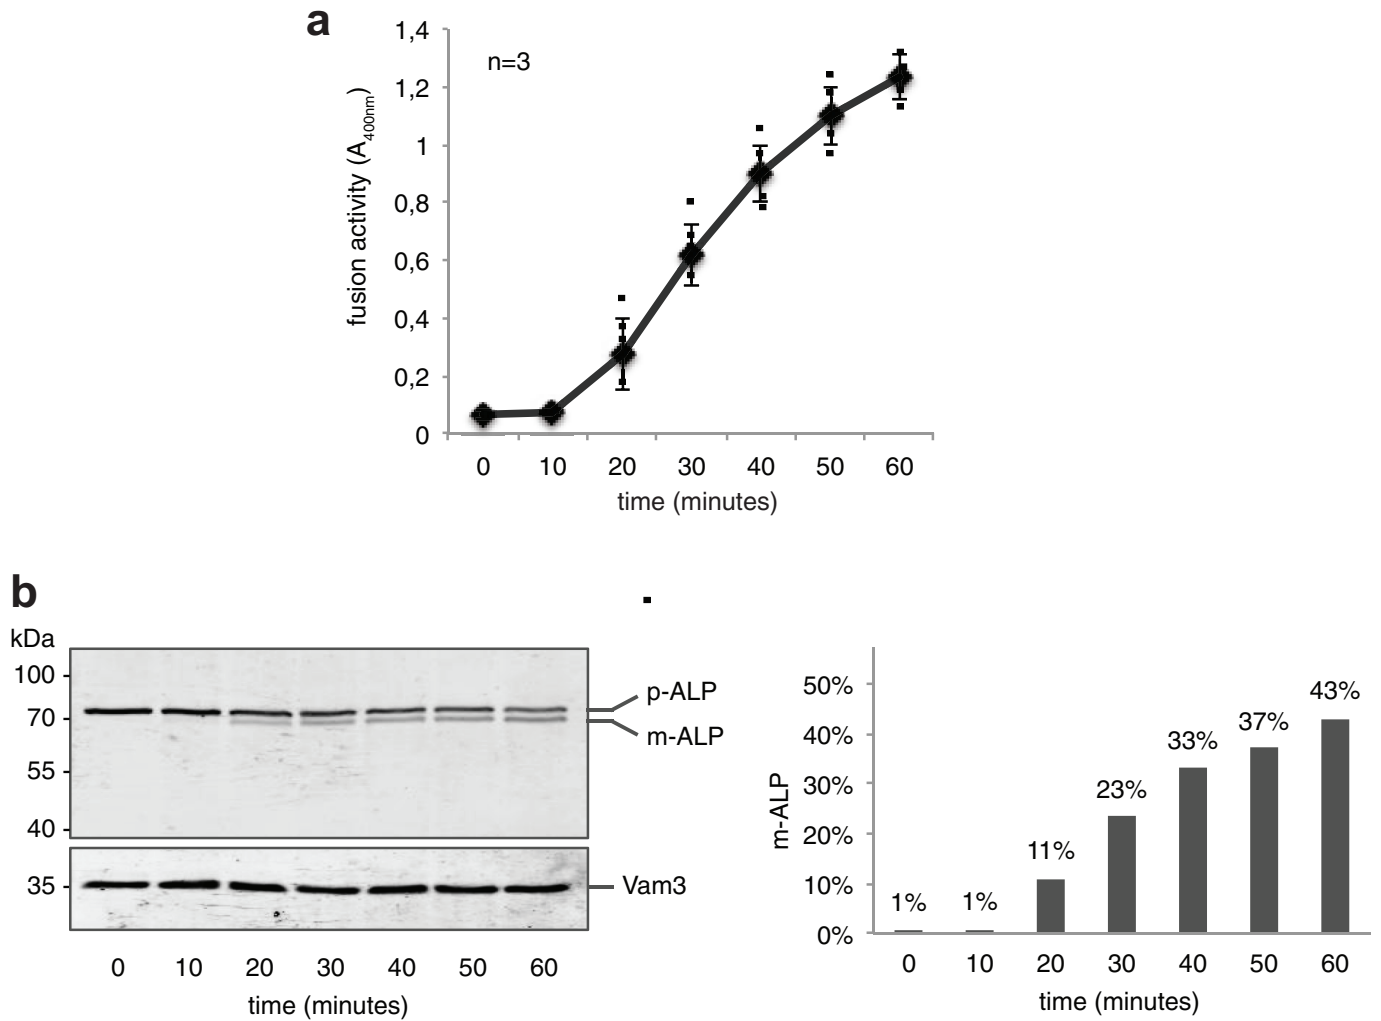 a
n=3
fusion activity (A400nm)
1,4
1,2
1
0,8
0,6
0,4
0,2
0
0 10 20 30 40 50 60
time (minutes)
b
kDa
100
70
55
40
35
p-ALP
m-ALP
Vam3
0 10 20 30 40 50 60
time (minutes)
m-ALP
50%
40%
30%
20%
10%
0%
1% 1% 11% 23% 33% 37% 43%
0 10 20 30 40 50 60
time (minutes)